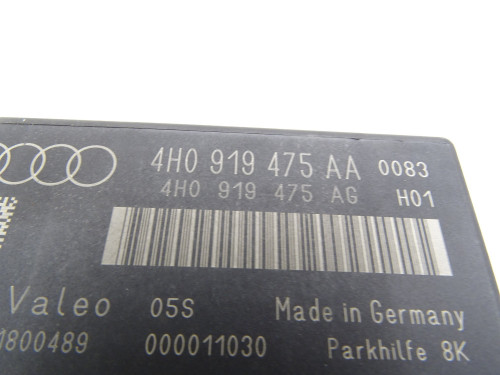 4H0 919 475 AA 0083
4H0 919 475 AG H01
Valeo 05S Made in Germany
1800489 000011030 Parkhilfe 8K